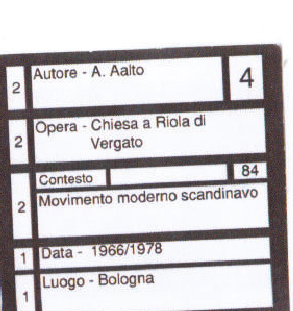 2 Autore - A. Aalto 4
2 Opera - Chiesa a Riola di
Vergato
Contesto 84
2 Movimento moderno scandinavo
1 Data - 1966/1978
1 Luogo - Bologna